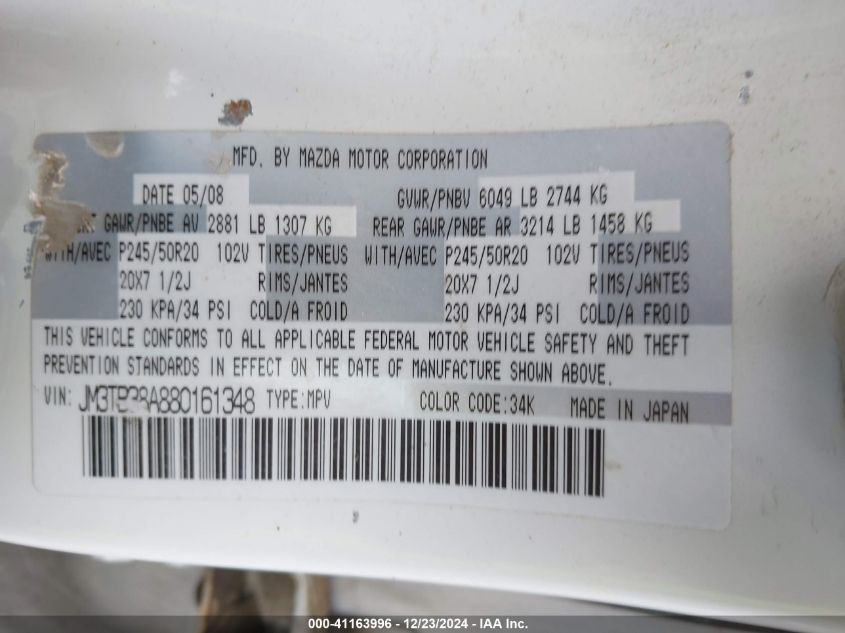 MFD. BY MAZDA MOTOR CORPORATION
DATE 05/08 GVWR/PNBV 6049 LB 2744 KG
GAWR/PNBE AV 2881 LB 1307 KG REAR GAWR/PNBE AR 3214 LB 1458 KG
WITH/AVEC P245/50R20 102V TIRES/PNEUS WITH/AVEC P245/50R20 102V TIRES/PNEUS
20X7 1/2J RIMS/JANTES 20X7 1/2J RIMS/JANTES
230 KPA/34 PSI COLD/A FROID 230 KPA/34 PSI COLD/A FROID
THIS VEHICLE CONFORMS TO ALL APPLICABLE FEDERAL MOTOR VEHICLE SAFETY AND THEFT
PREVENTION STANDARDS IN EFFECT ON THE DATE OF MANUFACTURE SHOWN ABOVE.
VIN: JM3TB38A880161348 TYPE:MPV COLOR CODE:34K MADE IN JAPAN
000-41163996 - 12/23/2024 - IAA Inc.